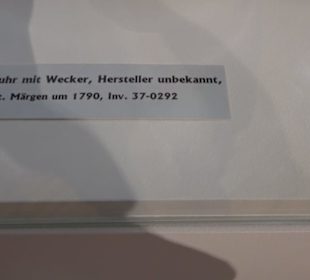 uhr mit Wecker, Hersteller unbekannt,
t. Märgen um 1790, Inv. 37-0292